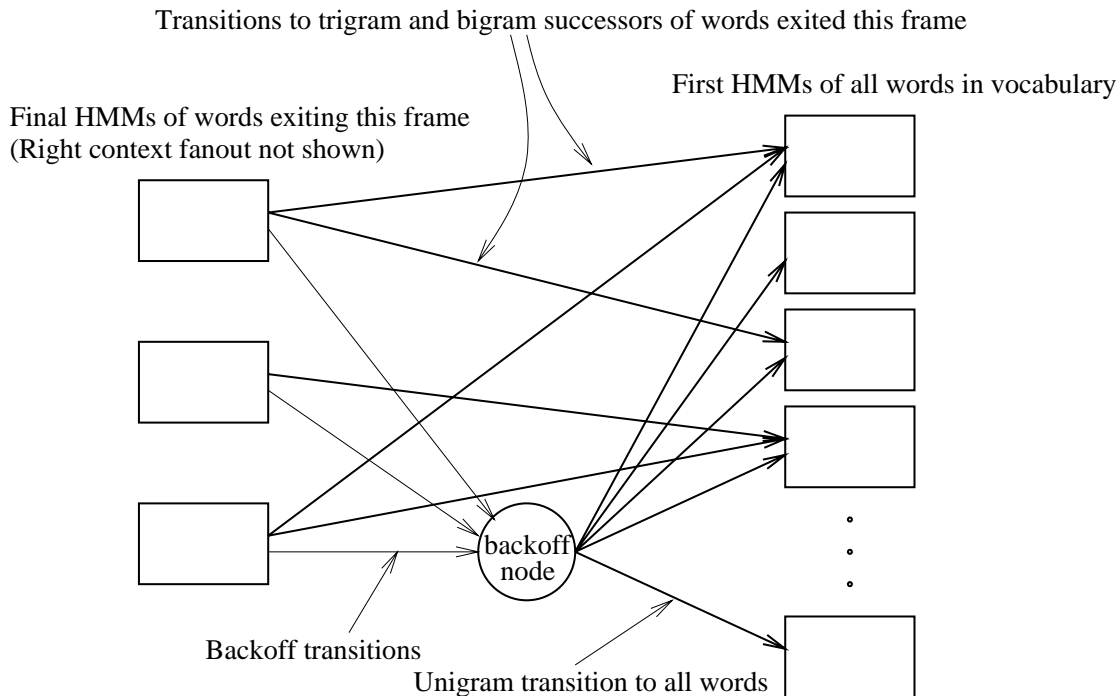 Transitions to trigram and bigram successors of words exited this frame
First HMMs of all words in vocabulary
Final HMMs of words exiting this frame
(Right context fanout not shown)
backoff
node
Backoff transitions
Unigram transition to all words